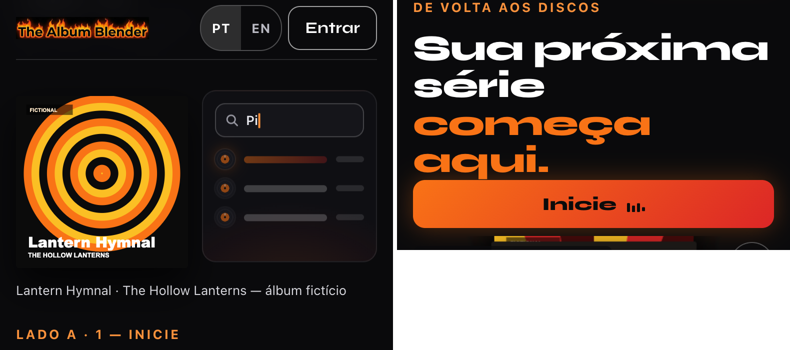 The Album Blender
PT EN
Entrar
FICTIONAL
Lantern Hymnal
THE HOLLOW LANTERNS
Pi
Lantern Hymnal · The Hollow Lanterns — álbum fictício
LADO A · 1 — INICIE
DE VOLTA AOS DISCOS
Sua próxima
série
começa
aqui.
Inicie